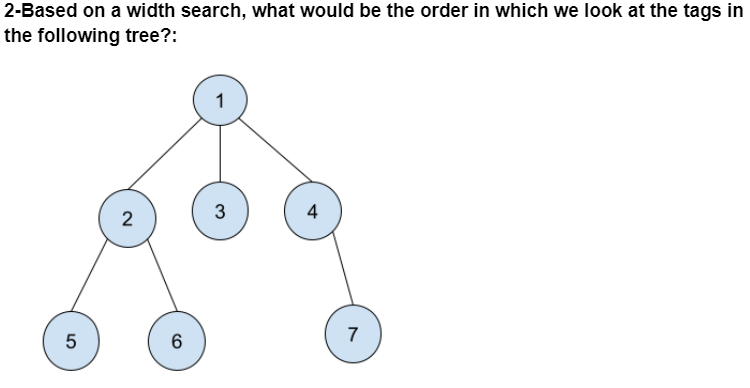 2-Based on a width search, what would be the order in which we look at the tags in
the following tree?:
1
2 3 4
5 6 7